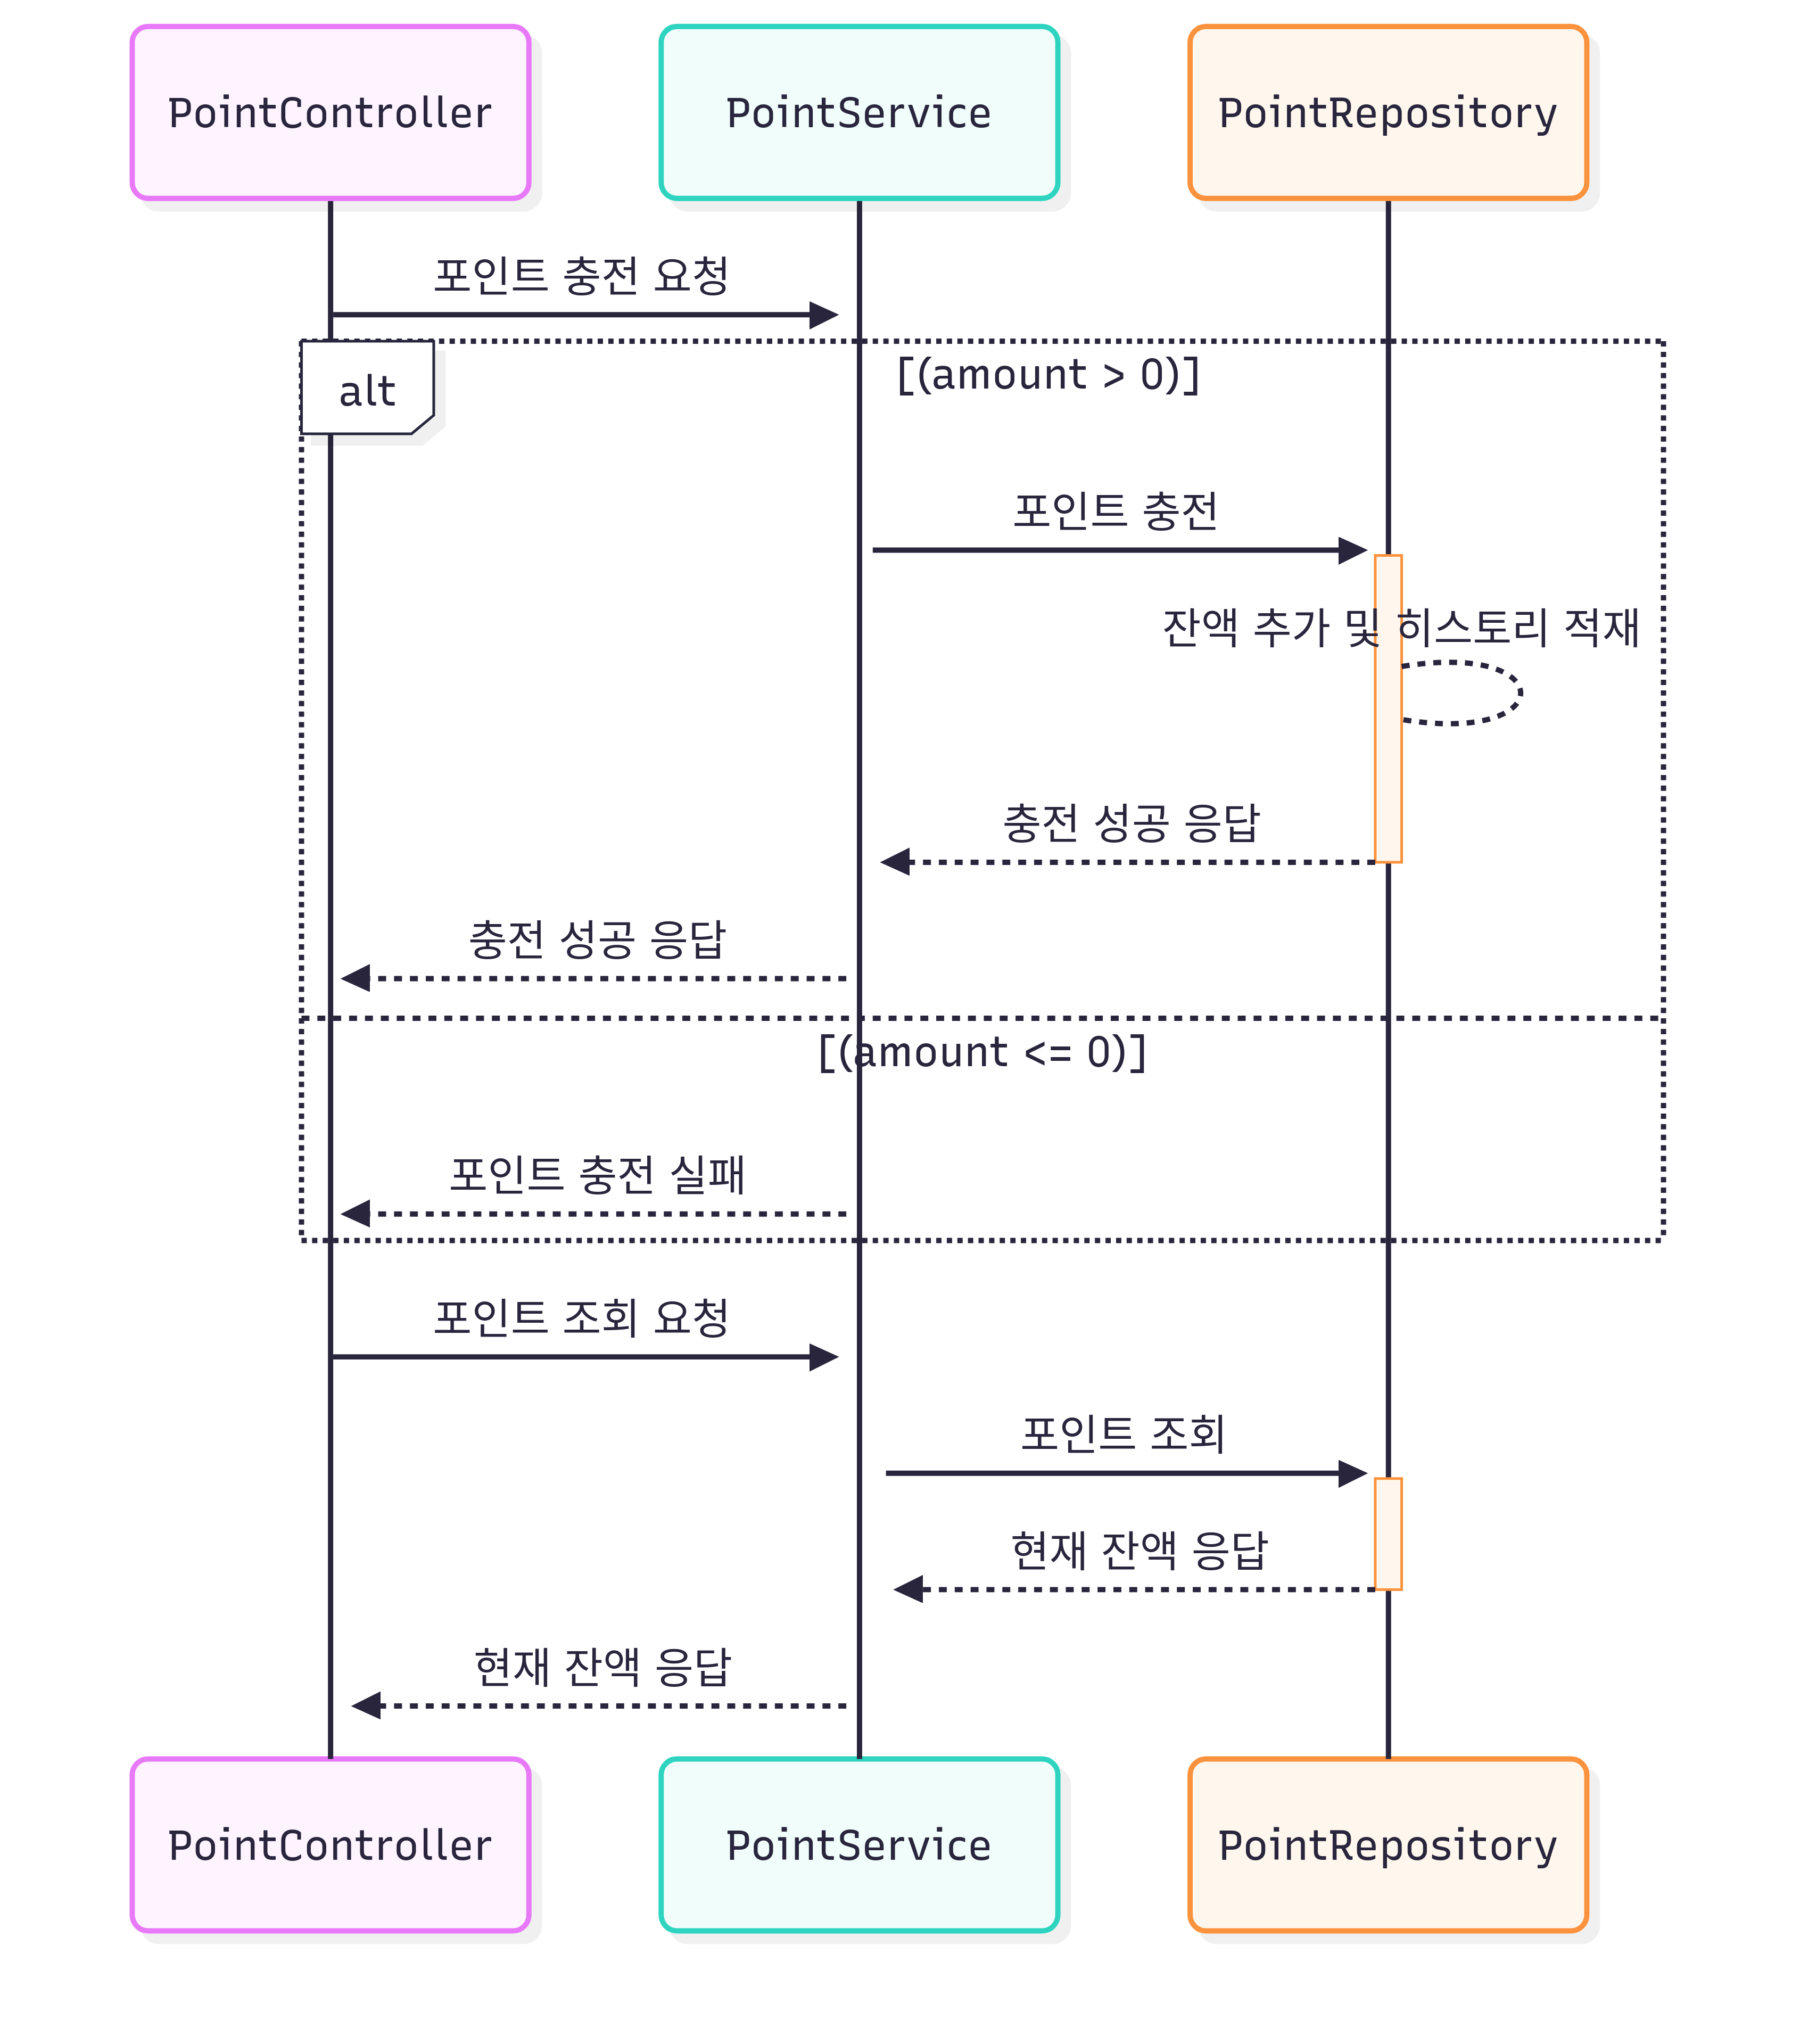 PointController
PointService
PointRepository
포인트 충전 요청
alt
[(amount > 0)]
포인트 충전
잔액 추가 및 히스토리 적재
충전 성공 응답
충전 성공 응답
[(amount <= 0)]
포인트 충전 실패
포인트 조회 요청
포인트 조회
현재 잔액 응답
현재 잔액 응답
PointController
PointService
PointRepository